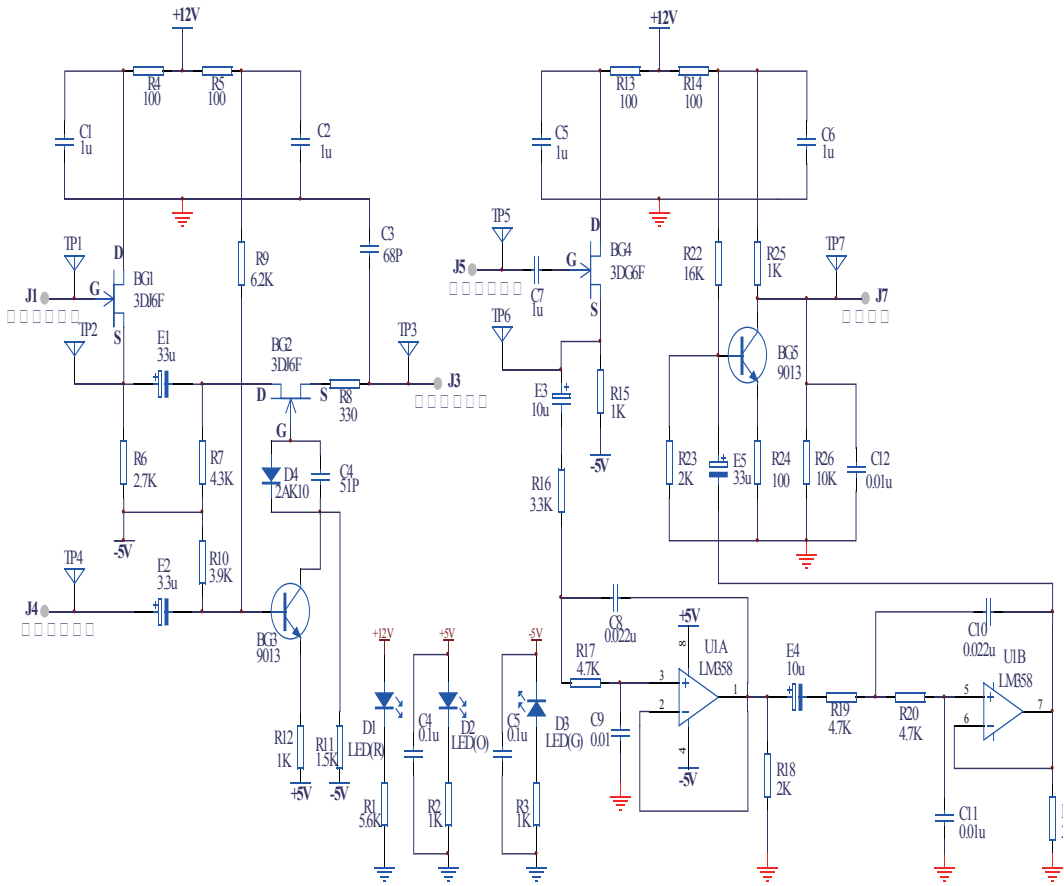 +12V
R4
100
R5
100
C1
1u
C2
1u
C3
68P
TP1
D
J1
G
BG1
3DJ6F
R9
6.2K
TP2
S
E1
33u
BG2
3DJ6F
TP3
D
S
R8
330
J3
G
R6
2.7K
R7
4.3K
D4
2AK10
C4
51P
-5V
TP4
E2
3.3u
R10
3.9K
J4
BG3
9013
R12
1K
+5V
R11
1.5K
-5V
+12V
D1
LED(R)
R1
5.6K
+5V
C4
0.1u
D2
LED(O)
R2
1K
-5V
C5
0.1u
D3
LED(G)
R3
1K
+12V
R13
100
R14
100
C5
1u
C6
1u
TP5
D
J5
G
BG4
3DG6F
C7
1u
R22
16K
R25
1K
TP7
J7
TP6
S
E3
10u
R15
1K
-5V
BG5
9013
R16
3.3K
R23
2K
E5
33u
R24
100
R26
10K
C12
0.01u
C8
0.022u
+5V
8
U1A
LM358
R17
4.7K
3
2
1
4
-5V
C9
0.01
E4
10u
R18
2K
R19
4.7K
R20
4.7K
C10
0.022u
U1B
LM358
5
6
7
C11
0.01u